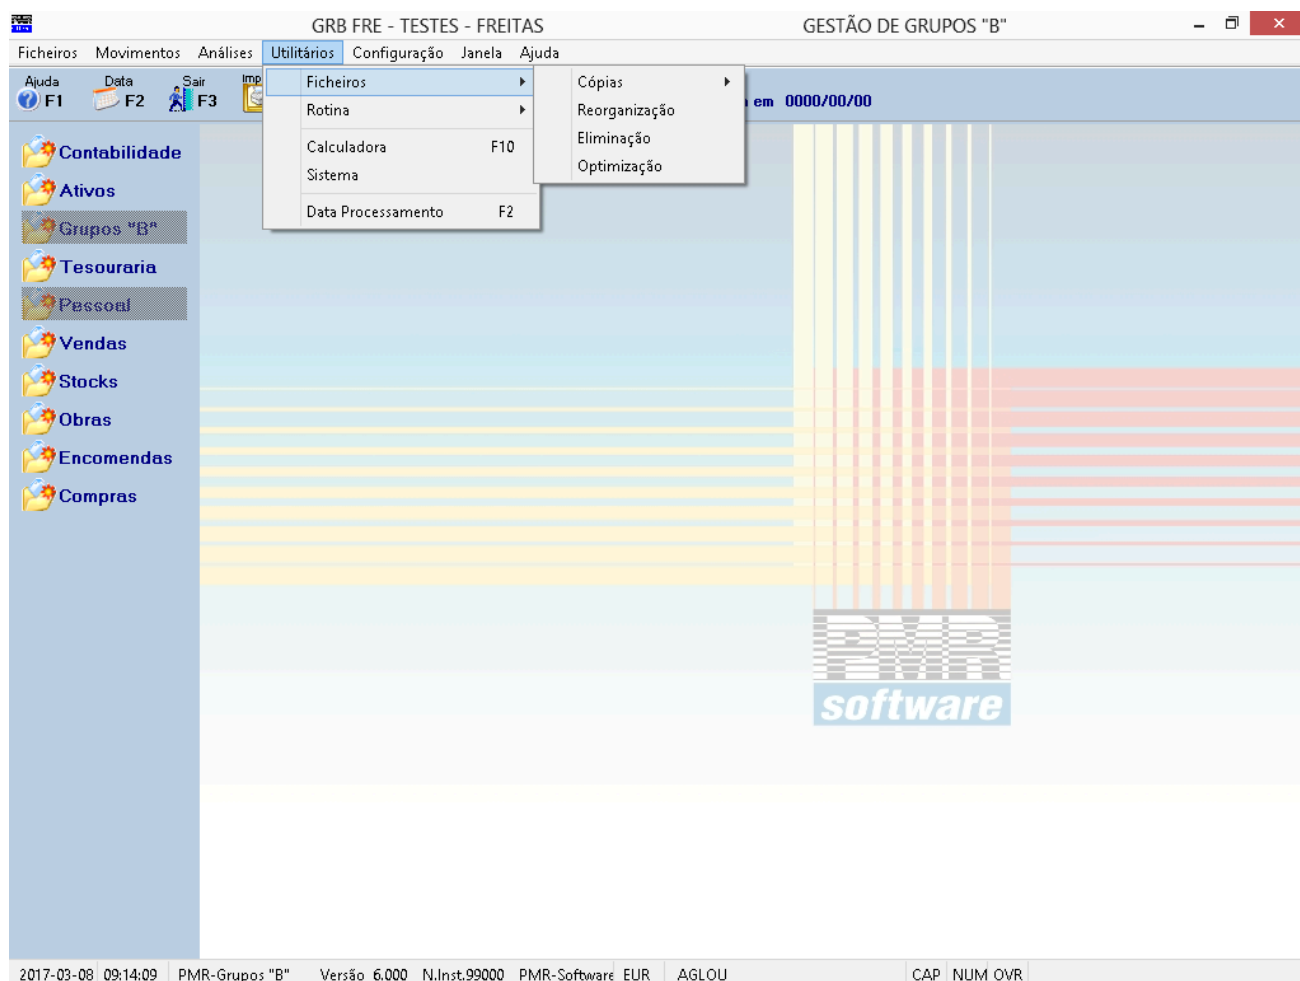 GRB FRE - TESTES - FREITAS GESTÃO DE GRUPOS "B"
Ficheiros Movimentos Análises Utilitários Configuração Janela Ajuda
Ajuda Data Sair Imp
F1 F2 F3 em 0000/00/00
Ficheiros
Rotina
Calculadora F10
Sistema
Data Processamento F2
Cópias
Reorganização
Eliminação
Optimização
Contabilidade
Ativos
Grupos "B"
Tesouraria
Pessoal
Vendas
Stocks
Obras
Encomendas
Compras
PMR
software
2017-03-08 09:14:09 PMR-Grupos "B" Versão 6.000 N.Inst.99000 PMR-Software EUR AGLOU CAP NUM OVR